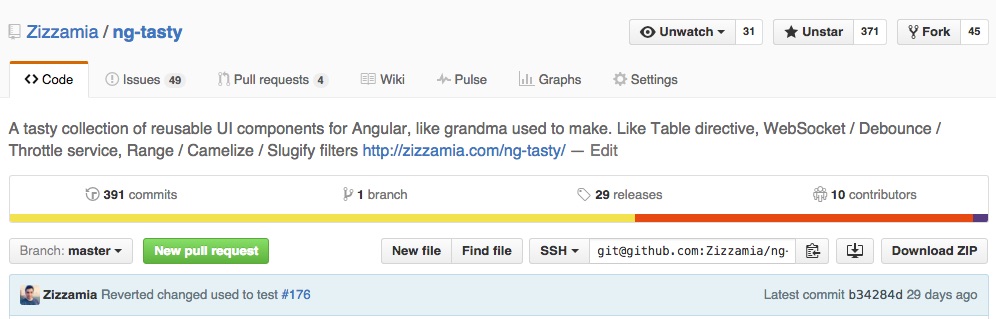 Zizzamia / ng-tasty
Unwatch 31 Unstar 371 Fork 45
Code Issues 49 Pull requests 4 Wiki Pulse Graphs Settings
A tasty collection of reusable UI components for Angular, like grandma used to make. Like Table directive, WebSocket / Debounce /
Throttle service, Range / Camelize / Slugify filters http://zizzamia.com/ng-tasty/ — Edit
391 commits 1 branch 29 releases 10 contributors
Branch: master New pull request New file Find file SSH git@github.com:Zizzamia/ng- Download ZIP
Zizzamia Reverted changed used to test #176 Latest commit b34284d 29 days ago